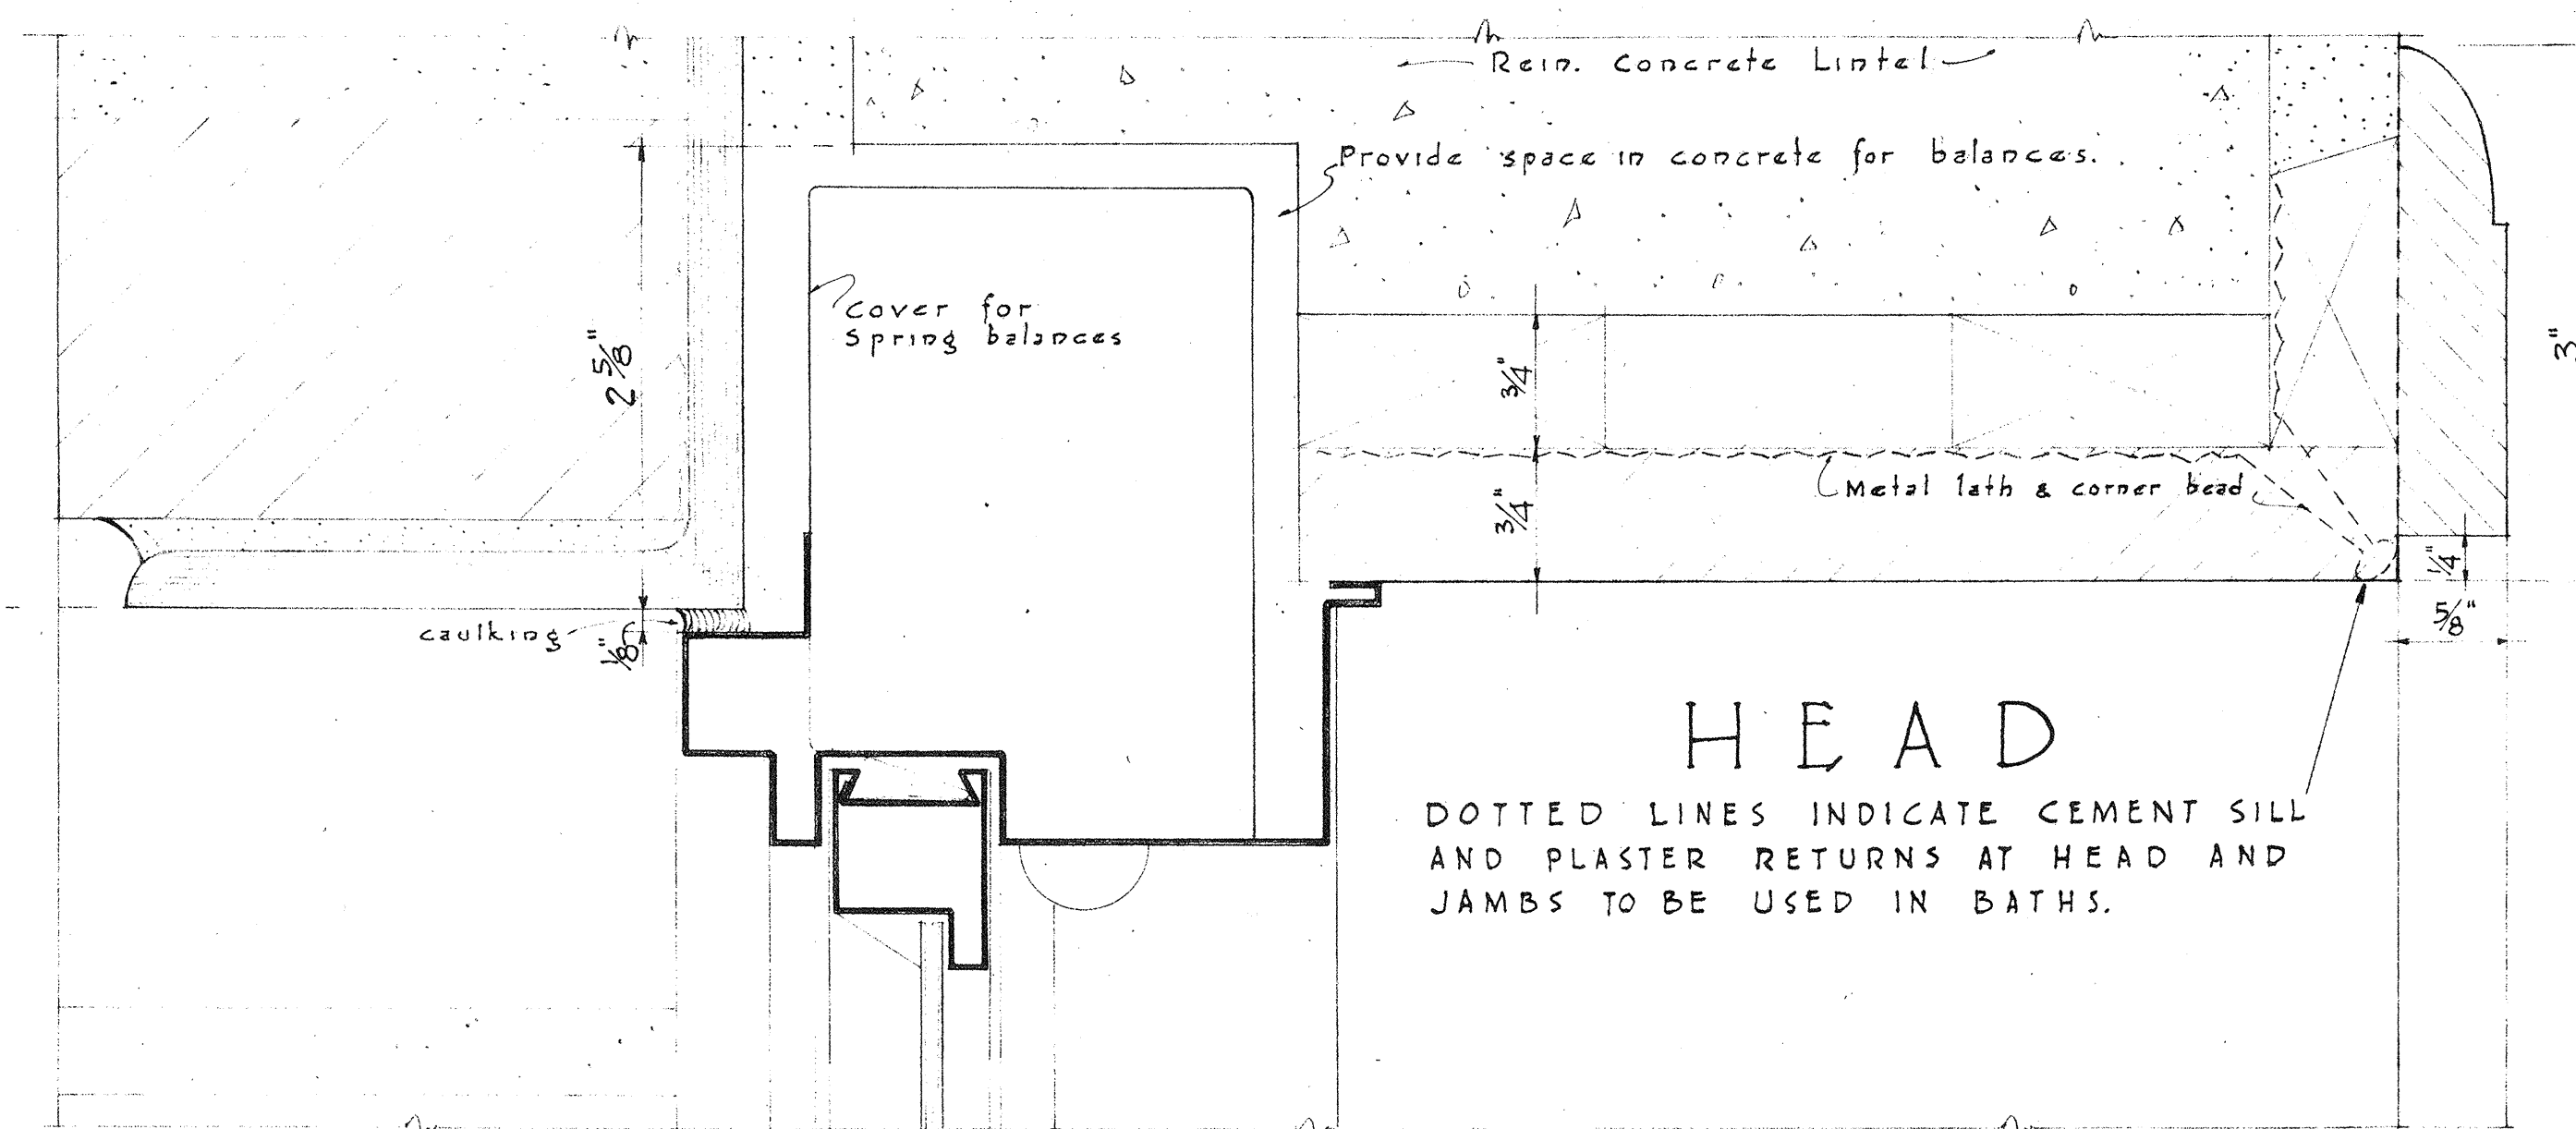 Rein. Concrete Lintel
Provide space in concrete for balances.
cover for
spring balances
2 5/8"
3/4"
3"
Metal lath & corner bead
3/4"
1/4"
5/8"
caulking
1/8"
HEAD
DOTTED LINES INDICATE CEMENT SILL
AND PLASTER RETURNS AT HEAD AND
JAMBS TO BE USED IN BATHS.